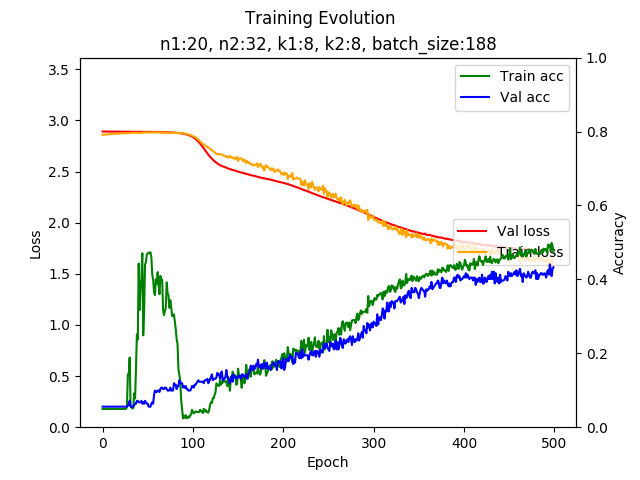 Training Evolution
n1:20, n2:32, k1:8, k2:8, batch_size:188
Train acc
Val acc
Val loss
Train loss
Loss
3.5
3.0
2.5
2.0
1.5
1.0
0.5
0.0
Accuracy
1.0
0.8
0.6
0.4
0.2
0.0
0
100
200
300
400
500
Epoch